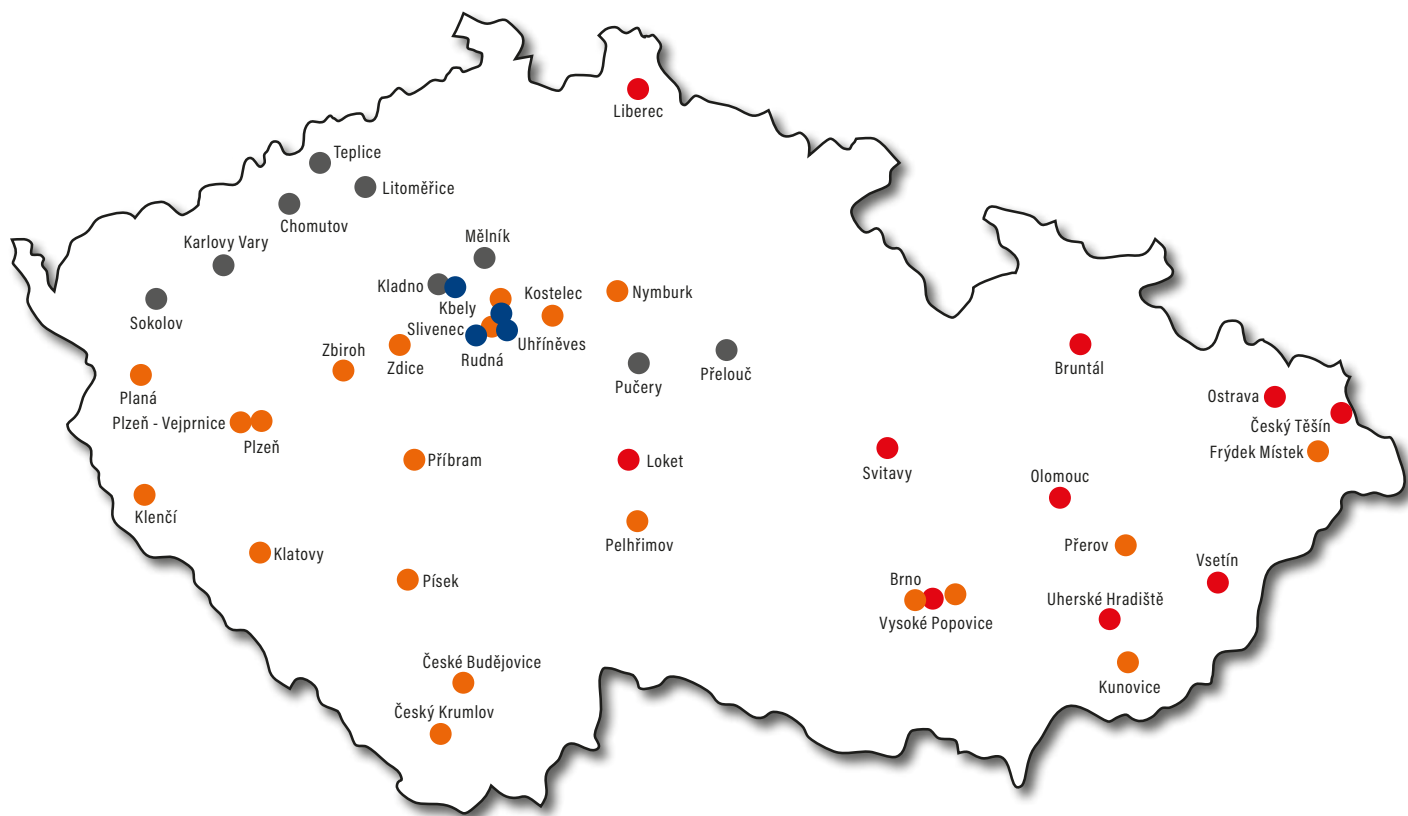 Liberec
Teplice
Litoměřice
Chomutov
Karlovy Vary
Mělník
Kladno
Sokolov
Kbely
Kostelec
Nymburk
Slivenec
Uhříněves
Rudná
Zbiroh
Zdice
Pučery
Přelouč
Bruntál
Planá
Plzeň - Vejprnice
Plzeň
Ostrava
Český Těšín
Frýdek Místek
Příbram
Loket
Svitavy
Olomouc
Klenčí
Pelhřimov
Přerov
Klatovy
Písek
Brno
Vysoké Popovice
Vsetín
Uherské Hradiště
České Budějovice
Kunovice
Český Krumlov